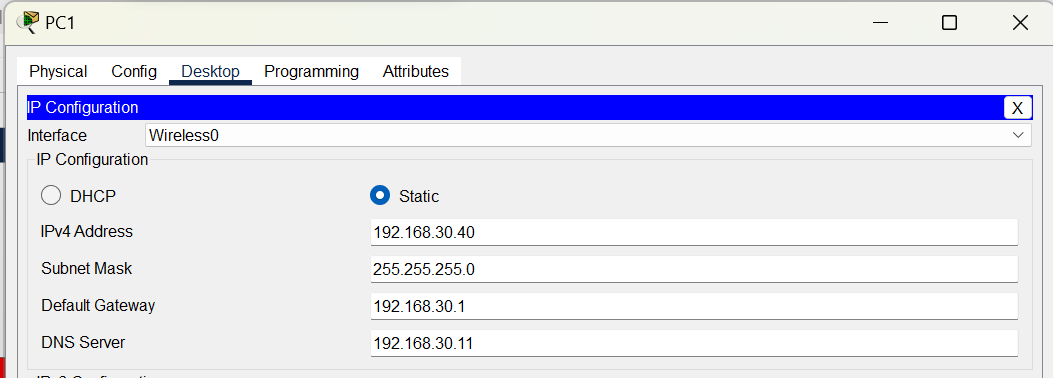 PC1
Physical Config Desktop Programming Attributes
IP Configuration X
Interface Wireless0
IP Configuration
DHCP Static
IPv4 Address 192.168.30.40
Subnet Mask 255.255.255.0
Default Gateway 192.168.30.1
DNS Server 192.168.30.11